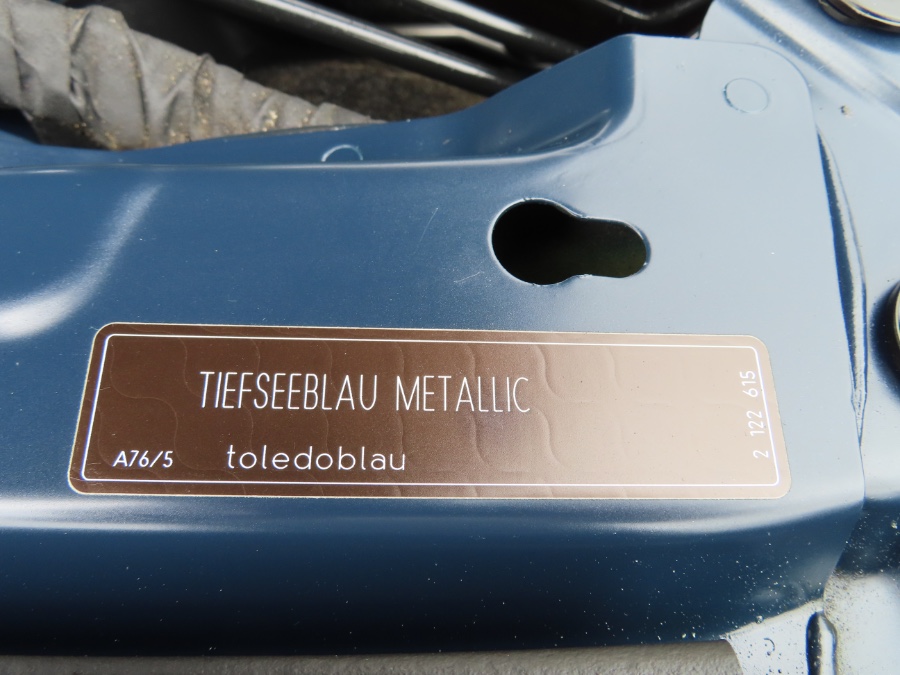 TIEFSEEBLAU METALLIC
A76/5 toledoblau
2 122 615